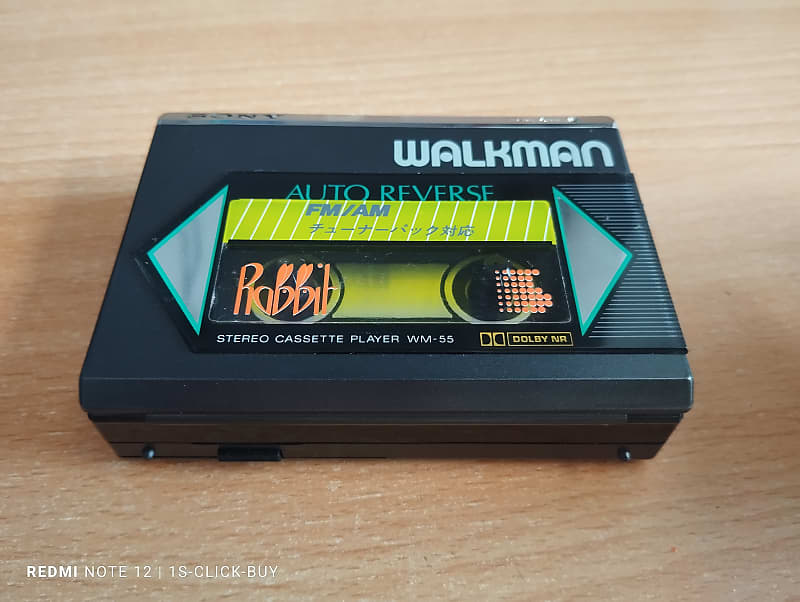 SONY
WALKMAN
AUTO REVERSE
FM/AM
チューナーパック対応
Rabbit
STEREO CASSETTE PLAYER WM-55
DOLBY NR
REDMI NOTE 12 | 1S-CLICK-BUY